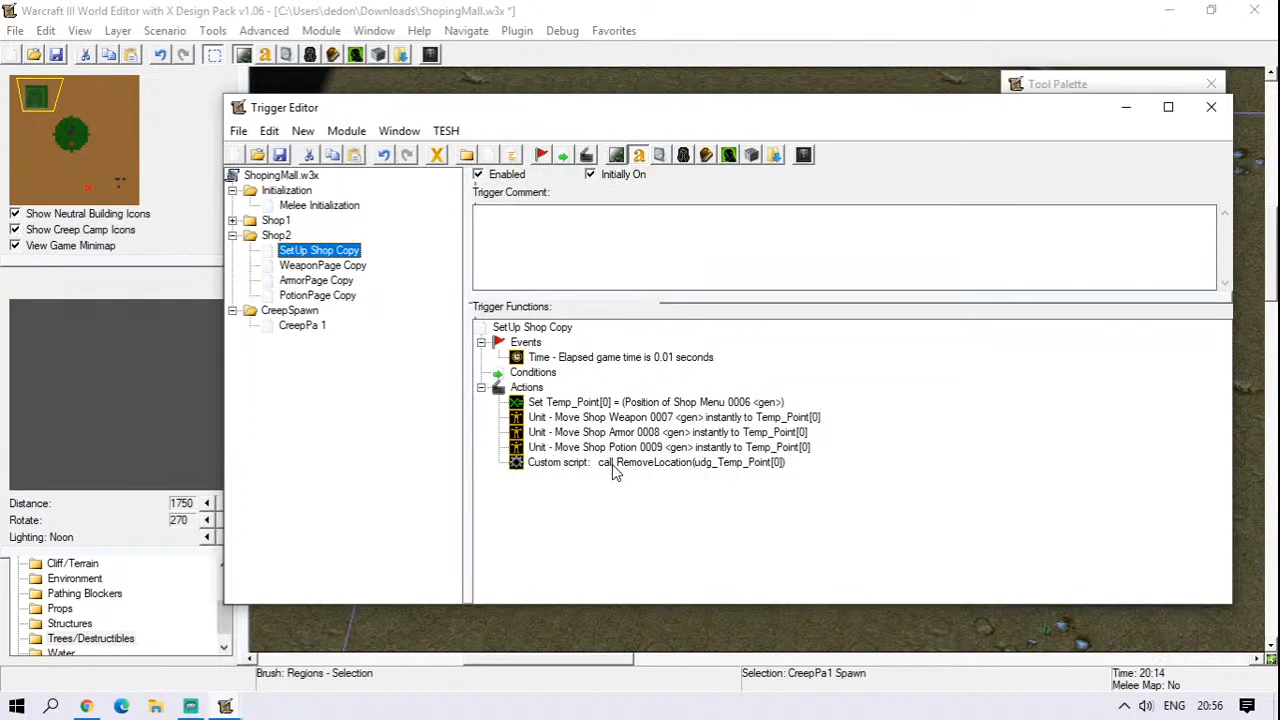 Warcraft III World Editor with X Design Pack v1.06 - [C:\Users\dedon\Downloads\ShopingMall.w3x *]
File Edit View Layer Scenario Tools Advanced Module Window Help Navigate Plugin Debug Favorites
Tool Palette
Trigger Editor
File Edit New Module Window TESH
ShopingMall.w3x
Initialization
Melee Initialization
Shop1
Shop2
SetUp Shop Copy
WeaponPage Copy
ArmorPage Copy
PotionPage Copy
CreepSpawn
CreepPa 1
Enabled Initially On
Trigger Comment:
Trigger Functions:
SetUp Shop Copy
Events
Time - Elapsed game time is 0.01 seconds
Conditions
Actions
Set Temp_Point[0] = (Position of Shop Menu 0006 <gen>)
Unit - Move Shop Weapon 0007 <gen> instantly to Temp_Point[0]
Unit - Move Shop Armor 0008 <gen> instantly to Temp_Point[0]
Unit - Move Shop Potion 0009 <gen> instantly to Temp_Point[0]
Custom script: call RemoveLocation(udg_Temp_Point[0])
Show Neutral Building Icons
Show Creep Camp Icons
View Game Minimap
Distance: 1750
Rotate: 270
Lighting: Noon
Cliff/Terrain
Environment
Pathing Blockers
Props
Structures
Trees/Destructibles
Water
Brush: Regions - Selection
Selection: CreepPa1 Spawn
Time: 20:14
Melee Map: No
ENG 20:56